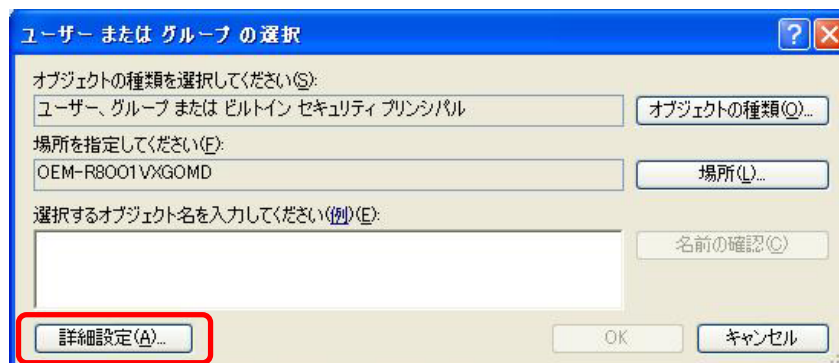 ユーザー または グループ の選択
オブジェクトの種類を選択してください(S):
ユーザー、グループ または ビルトイン セキュリティ プリンシパル
オブジェクトの種類(O)...
場所を指定してください(F):
OEM-R8O01VXGOMD
場所(L)...
選択するオブジェクト名を入力してください(例)(E):
名前の確認(C)
詳細設定(A)...
OK
キャンセル